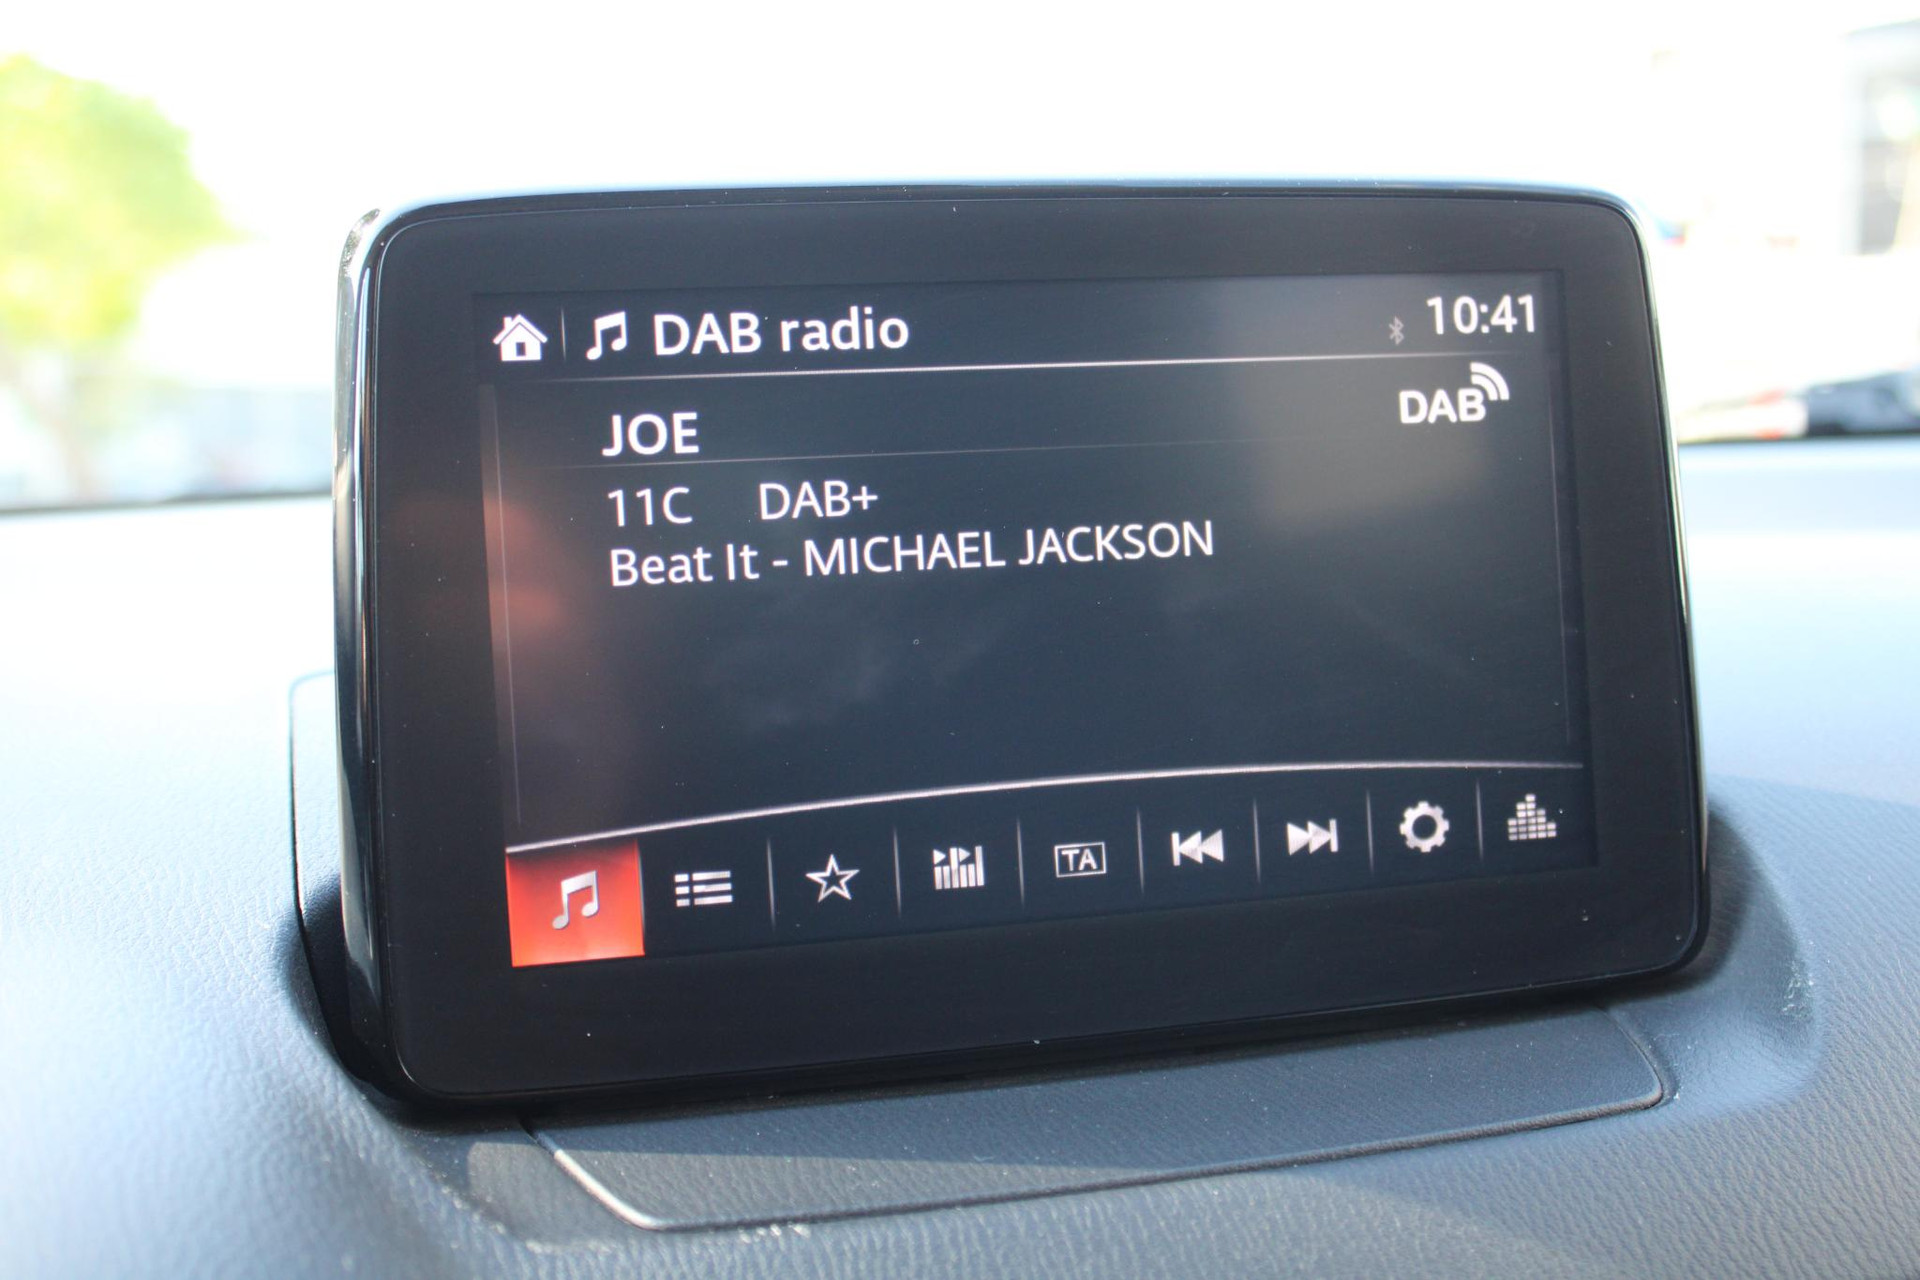 DAB radio
10:41
JOE
DAB
11C DAB+
Beat It - MICHAEL JACKSON
TA